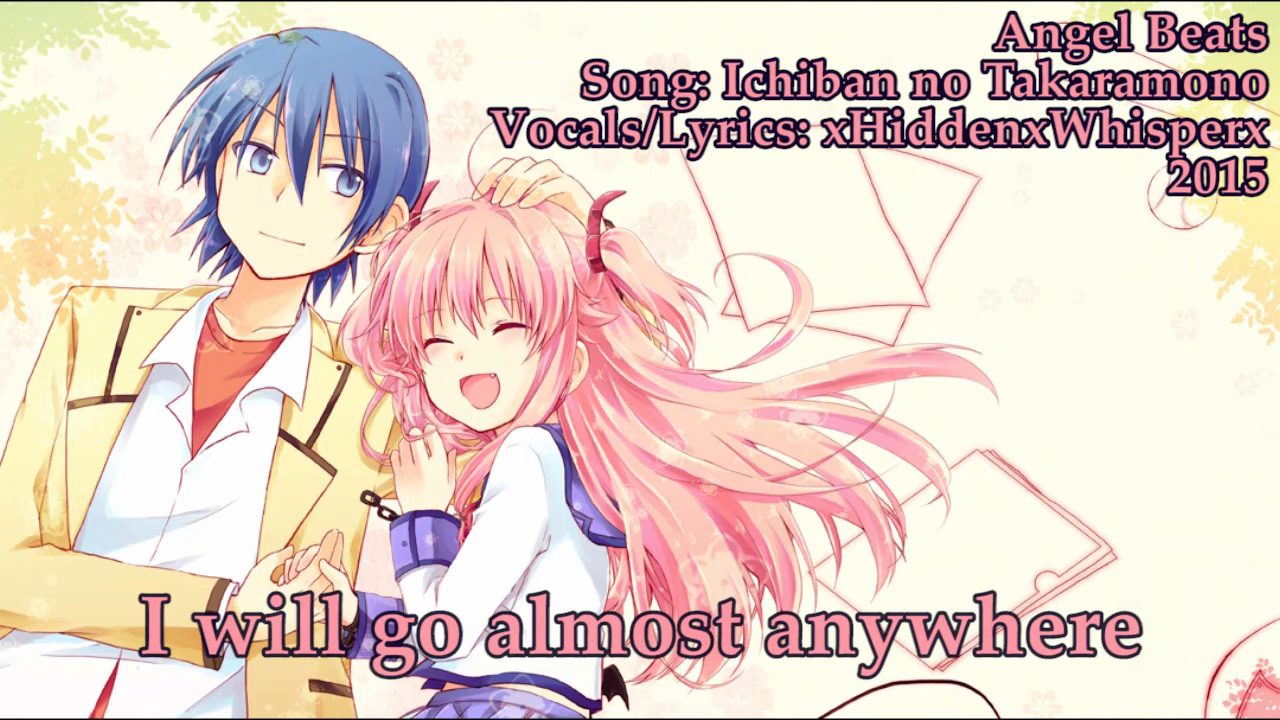 Angel Beats
Song: Ichiban no Takaramono
Vocals/Lyrics: xHiddenxWhisperx
2015
I will go almost anywhere